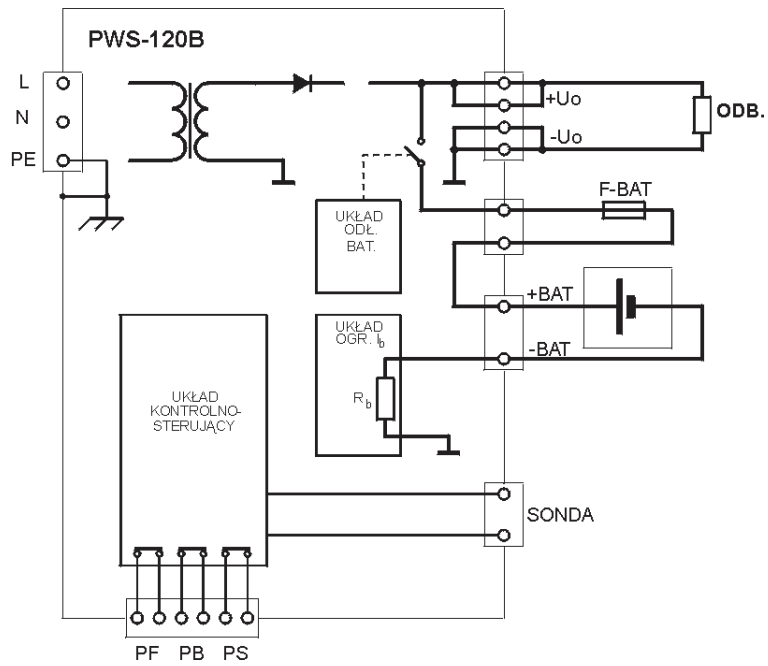 PWS-120B
L
N
PE
+Uo
-Uo
ODB.
F-BAT
UKŁAD
ODŁ.
BAT.
+BAT
-BAT
UKŁAD
OGR. Ib
Rb
UKŁAD
KONTROLNO-
STERUJĄCY
SONDA
PF PB PS